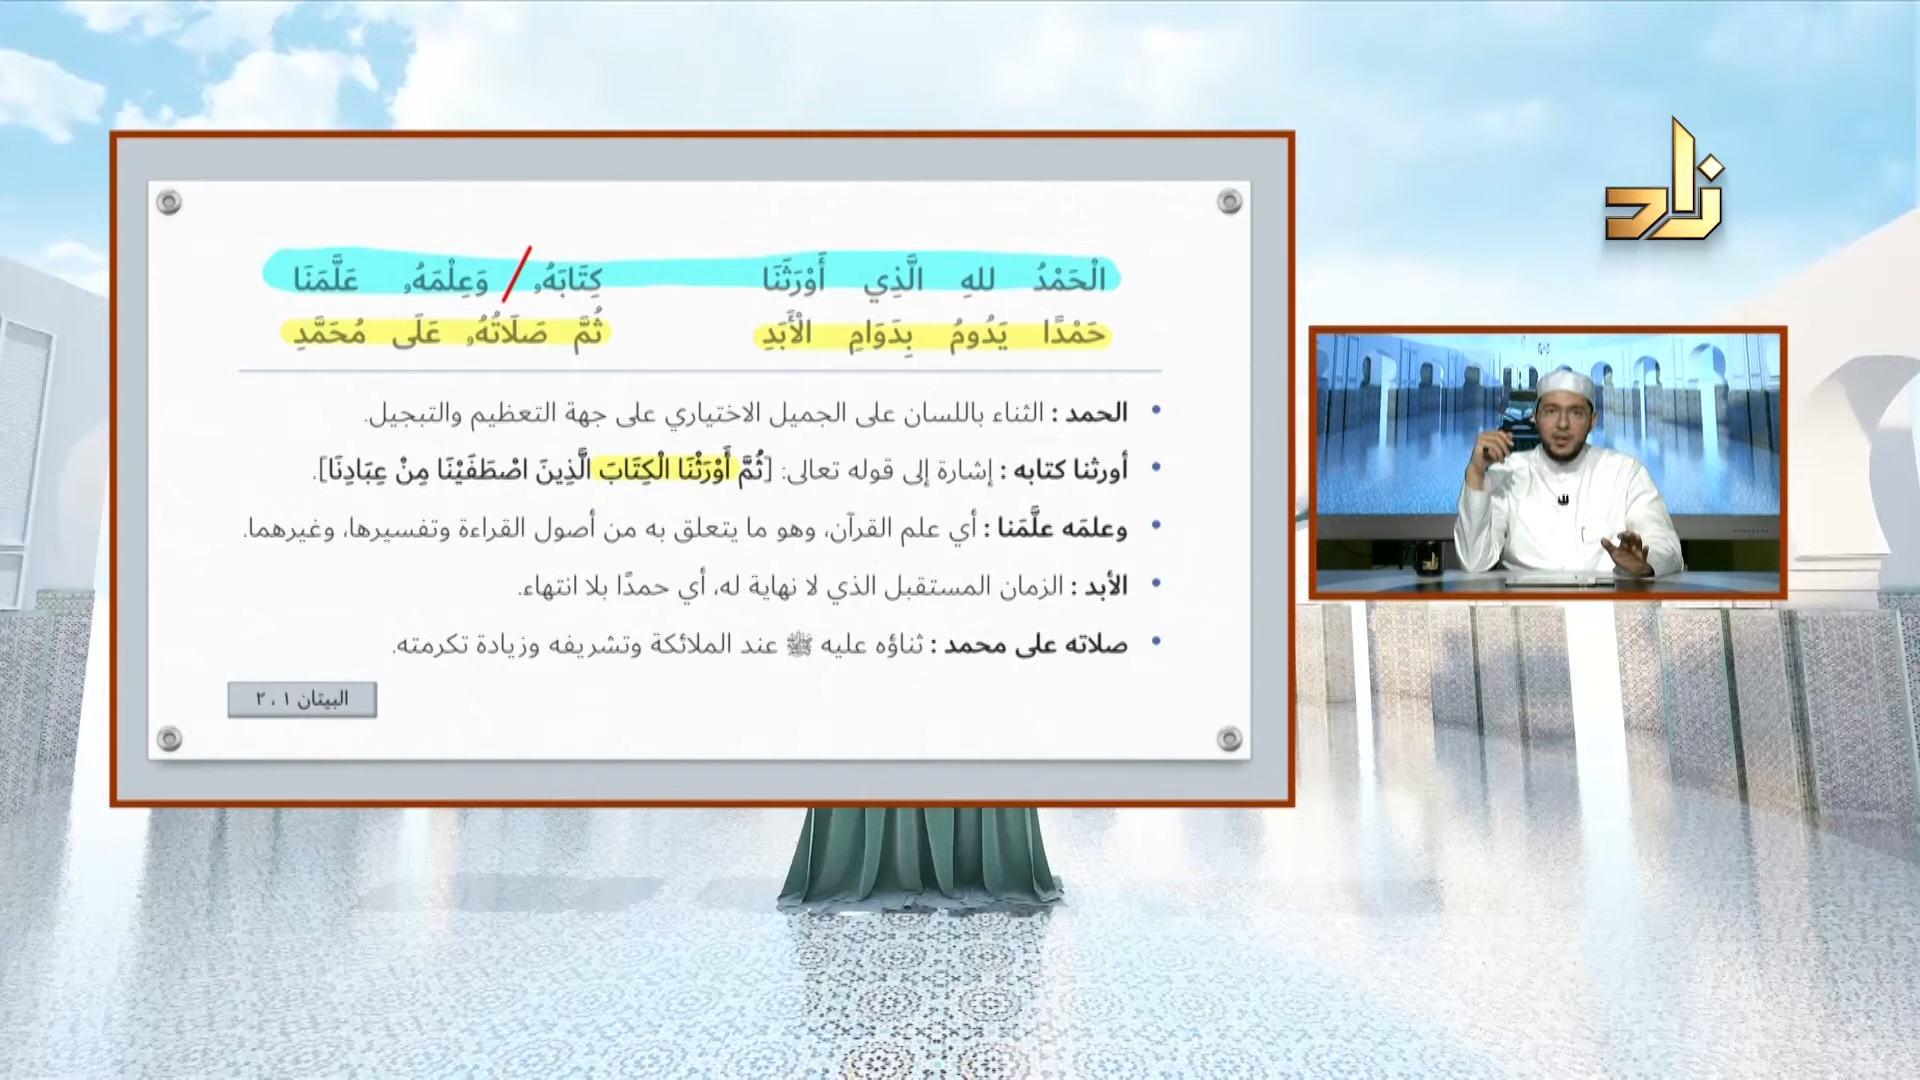 زاد
الْحَمْدُ للهِ الَّذِي أَوْرَثَنَا كِتَابَهُۥ وَعِلْمَهُۥ عَلَّمَنَا
حَمْدًا يَدُومُ بِدَوَامِ الْأَبَدِ ثُمَّ صَلَاتُهُۥ عَلَى مُحَمَّدِ
• الحمد : الثناء باللسان على الجميل الاختياري على جهة التعظيم والتبجيل.
• أورثنا كتابه : إشارة إلى قوله تعالى: [ثُمَّ أَوْرَثْنَا الْكِتَابَ الَّذِينَ اصْطَفَيْنَا مِنْ عِبَادِنَا].
• وعلمَه علَّمَنا : أي علم القرآن، وهو ما يتعلق به من أصول القراءة وتفسيرها، وغيرهما.
• الأبد : الزمان المستقبل الذي لا نهاية له، أي حمدًا بلا انتهاء.
• صلاته على محمد : ثناؤه عليه ﷺ عند الملائكة وتشريفه وزيادة تكرمته.
البيتان ١ ، ٢